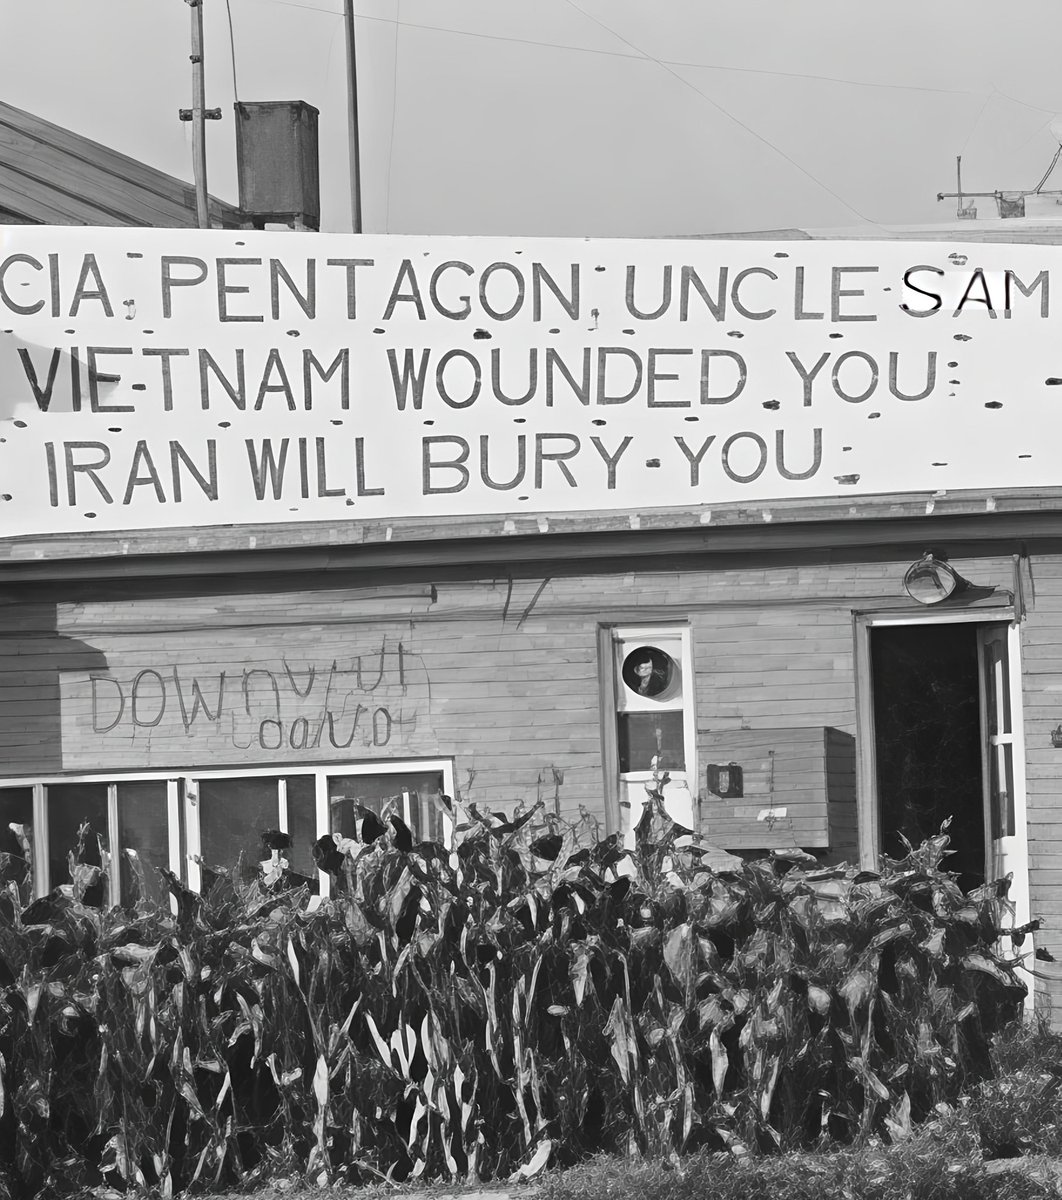 CIA, PENTAGON, UNCLE SAM
VIETNAM WOUNDED YOU
IRAN WILL BURY YOU
DOWN